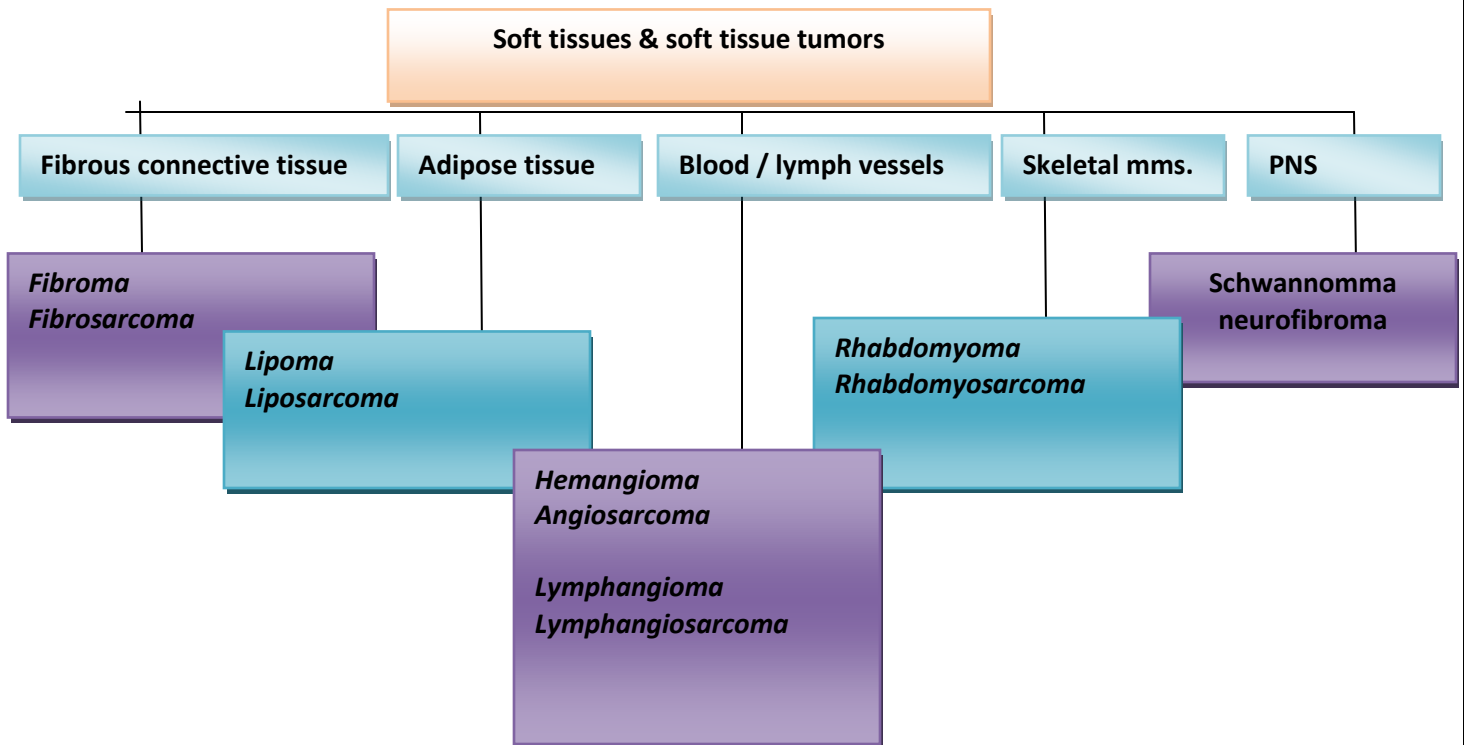 Soft tissues & soft tissue tumors
Fibrous connective tissue
Adipose tissue
Blood / lymph vessels
Skeletal mms.
PNS
Fibroma
Fibrosarcoma
Lipoma
Liposarcoma
Hemangioma
Angiosarcoma
Lymphangioma
Lymphangiosarcoma
Rhabdomyoma
Rhabdomyosarcoma
Schwannomma
neurofibroma